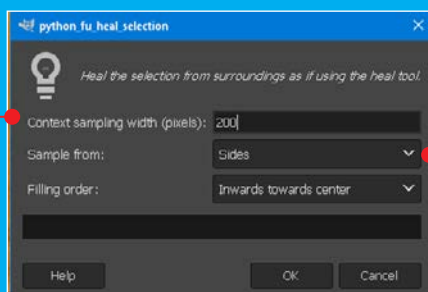 python_fu_heal_selection
Heal the selection from surroundings as if using the heal tool.
Context sampling width (pixels): 200
Sample from: Sides
Filling order: Inwards towards center
Help OK Cancel